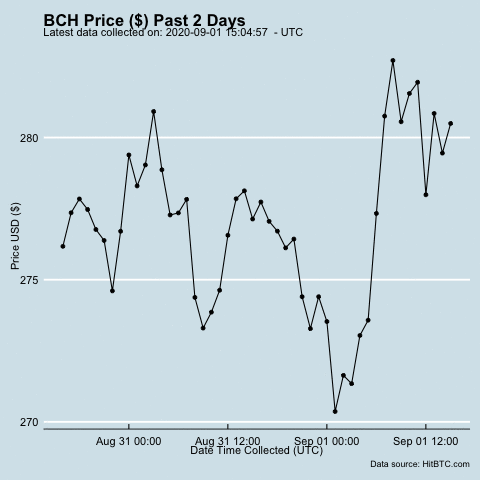 BCH Price ($) Past 2 Days
Latest data collected on: 2020-09-01 15:04:57  - UTC
280
275
270
Price USD ($)
Aug 31 00:00 Aug 31 12:00 Sep 01 00:00 Sep 01 12:00
Date Time Collected (UTC)
Data source: HitBTC.com